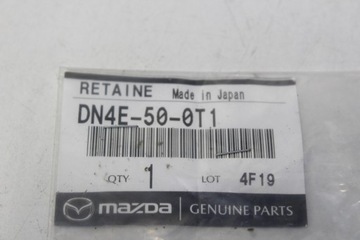 RETAINE Made in Japan
DN4E-50-0T1
QTY 1 LOT 4F19
mazda GENUINE PARTS